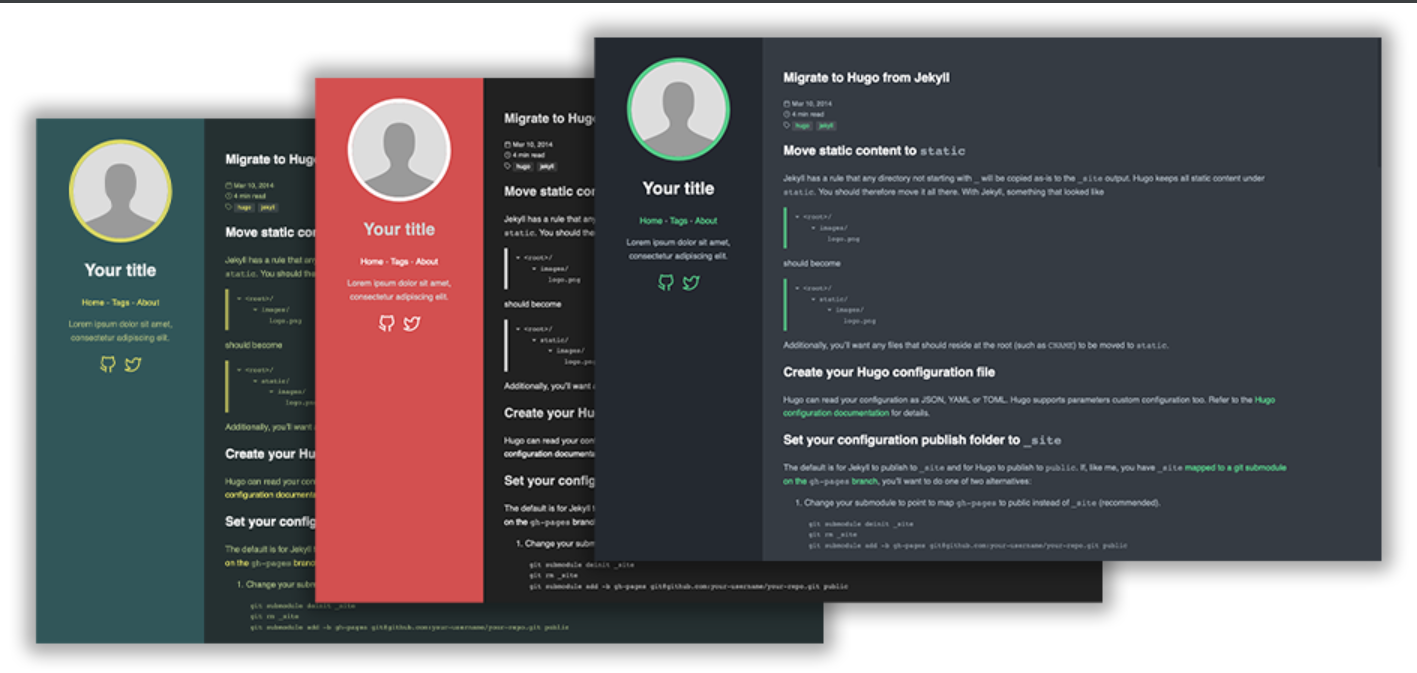 Your title
Home - Tags - About
Lorem ipsum dolor sit amet,
consectetur adipiscing elit.
Migrate to Hug
Mar 10, 2014
4 min read
hugo jekyll
Move static con
Jekyll has a rule that any
static. You should the
▾ <root>/
▾ images/
logo.png
should become
▾ <root>/
▾ static/
▾ images/
logo.png
Additionally, you'll want
Create your Hu
Hugo can read your con
configuration documenta
Set your config
The default is for Jekyll t
on the gh-pages branc
1. Change your subm
git submodule deinit _site
git rm _site
git submodule add -b gh-pages git@github.com:your-username/your-repo.git public
Your title
Home - Tags - About
Lorem ipsum dolor sit amet,
consectetur adipiscing elit.
Migrate to Hug
Mar 10, 2014
4 min read
hugo jekyll
Move static con
Jekyll has a rule that any
static. You should the
▾ <root>/
▾ images/
logo.png
should become
▾ <root>/
▾ static/
▾ images/
logo.png
Additionally, you'll want a
Create your Hu
Hugo can read your con
configuration documenta
Set your config
The default is for Jekyll t
on the gh-pages branc
1. Change your subm
git submodule deinit _site
git rm _site
git submodule add -b gh-pages git@github.com:your-username/your-repo.git public
Your title
Home - Tags - About
Lorem ipsum dolor sit amet,
consectetur adipiscing elit.
Migrate to Hugo from Jekyll
Mar 10, 2014
4 min read
hugo jekyll
Move static content to static
Jekyll has a rule that any directory not starting with _ will be copied as-is to the _site output. Hugo keeps all static content under
static. You should therefore move it all there. With Jekyll, something that looked like
▾ <root>/
▾ images/
logo.png
should become
▾ <root>/
▾ static/
▾ images/
logo.png
Additionally, you'll want any files that should reside at the root (such as CNAME) to be moved to static.
Create your Hugo configuration file
Hugo can read your configuration as JSON, YAML or TOML. Hugo supports parameters custom configuration too. Refer to the Hugo
configuration documentation for details.
Set your configuration publish folder to _site
The default is for Jekyll to publish to _site and for Hugo to publish to public. If, like me, you have _site mapped to a git submodule
on the gh-pages branch, you'll want to do one of two alternatives:
1. Change your submodule to point to map gh-pages to public instead of _site (recommended).
git submodule deinit _site
git rm _site
git submodule add -b gh-pages git@github.com:your-username/your-repo.git public